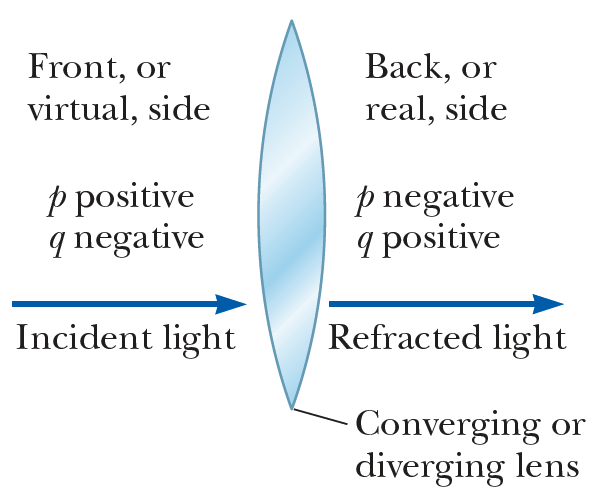 Front, or
virtual, side
Back, or
real, side
p positive
q negative
p negative
q positive
Incident light
Refracted light
Converging or
diverging lens